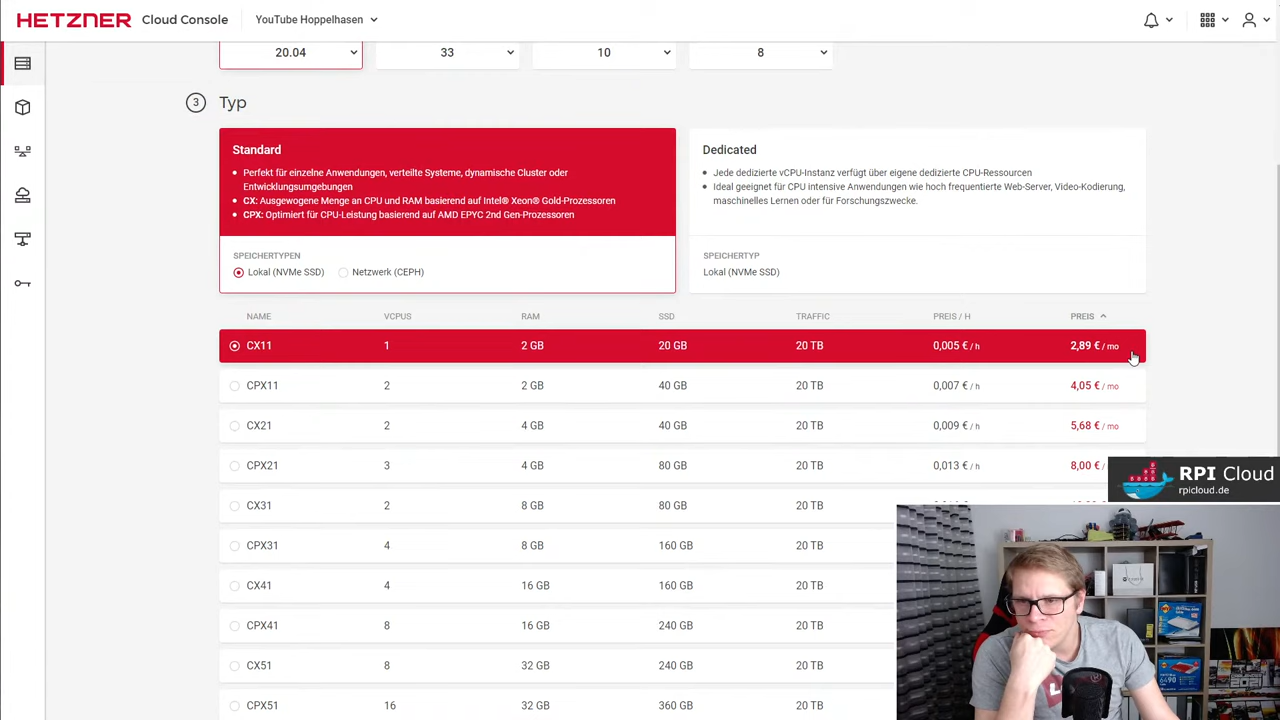 HETZNER Cloud Console YouTube Hoppelhasen
20.04 33 10 8
3 Typ
Standard
Perfekt für einzelne Anwendungen, verteilte Systeme, dynamische Cluster oder
Entwicklungsumgebungen
CX: Ausgewogene Menge an CPU und RAM basierend auf Intel® Xeon® Gold-Prozessoren
CPX: Optimiert für CPU-Leistung basierend auf AMD EPYC 2nd Gen-Prozessoren
SPEICHERTYPEN
Lokal (NVMe SSD) Netzwerk (CEPH)
Dedicated
Jede dedizierte vCPU-Instanz verfügt über eigene dedizierte CPU-Ressourcen
Ideal geeignet für CPU intensive Anwendungen wie hoch frequentierte Web-Server, Video-Kodierung,
maschinelles Lernen oder für Forschungszwecke.
SPEICHERTYP
Lokal (NVMe SSD)
NAME VCPUS RAM SSD TRAFFIC PREIS / H PREIS
CX11 1 2 GB 20 GB 20 TB 0,005 € / h 2,89 € / mo
CPX11 2 2 GB 40 GB 20 TB 0,007 € / h 4,05 € / mo
CX21 2 4 GB 40 GB 20 TB 0,009 € / h 5,68 € / mo
CPX21 3 4 GB 80 GB 20 TB 0,013 € / h 8,00 € /
CX31 2 8 GB 80 GB 20 TB
CPX31 4 8 GB 160 GB 20 TB
CX41 4 16 GB 160 GB 20 TB
CPX41 8 16 GB 240 GB 20 TB
CX51 8 32 GB 240 GB 20 TB
CPX51 16 32 GB 360 GB 20 TB
RPI Cloud
rpicloud.de